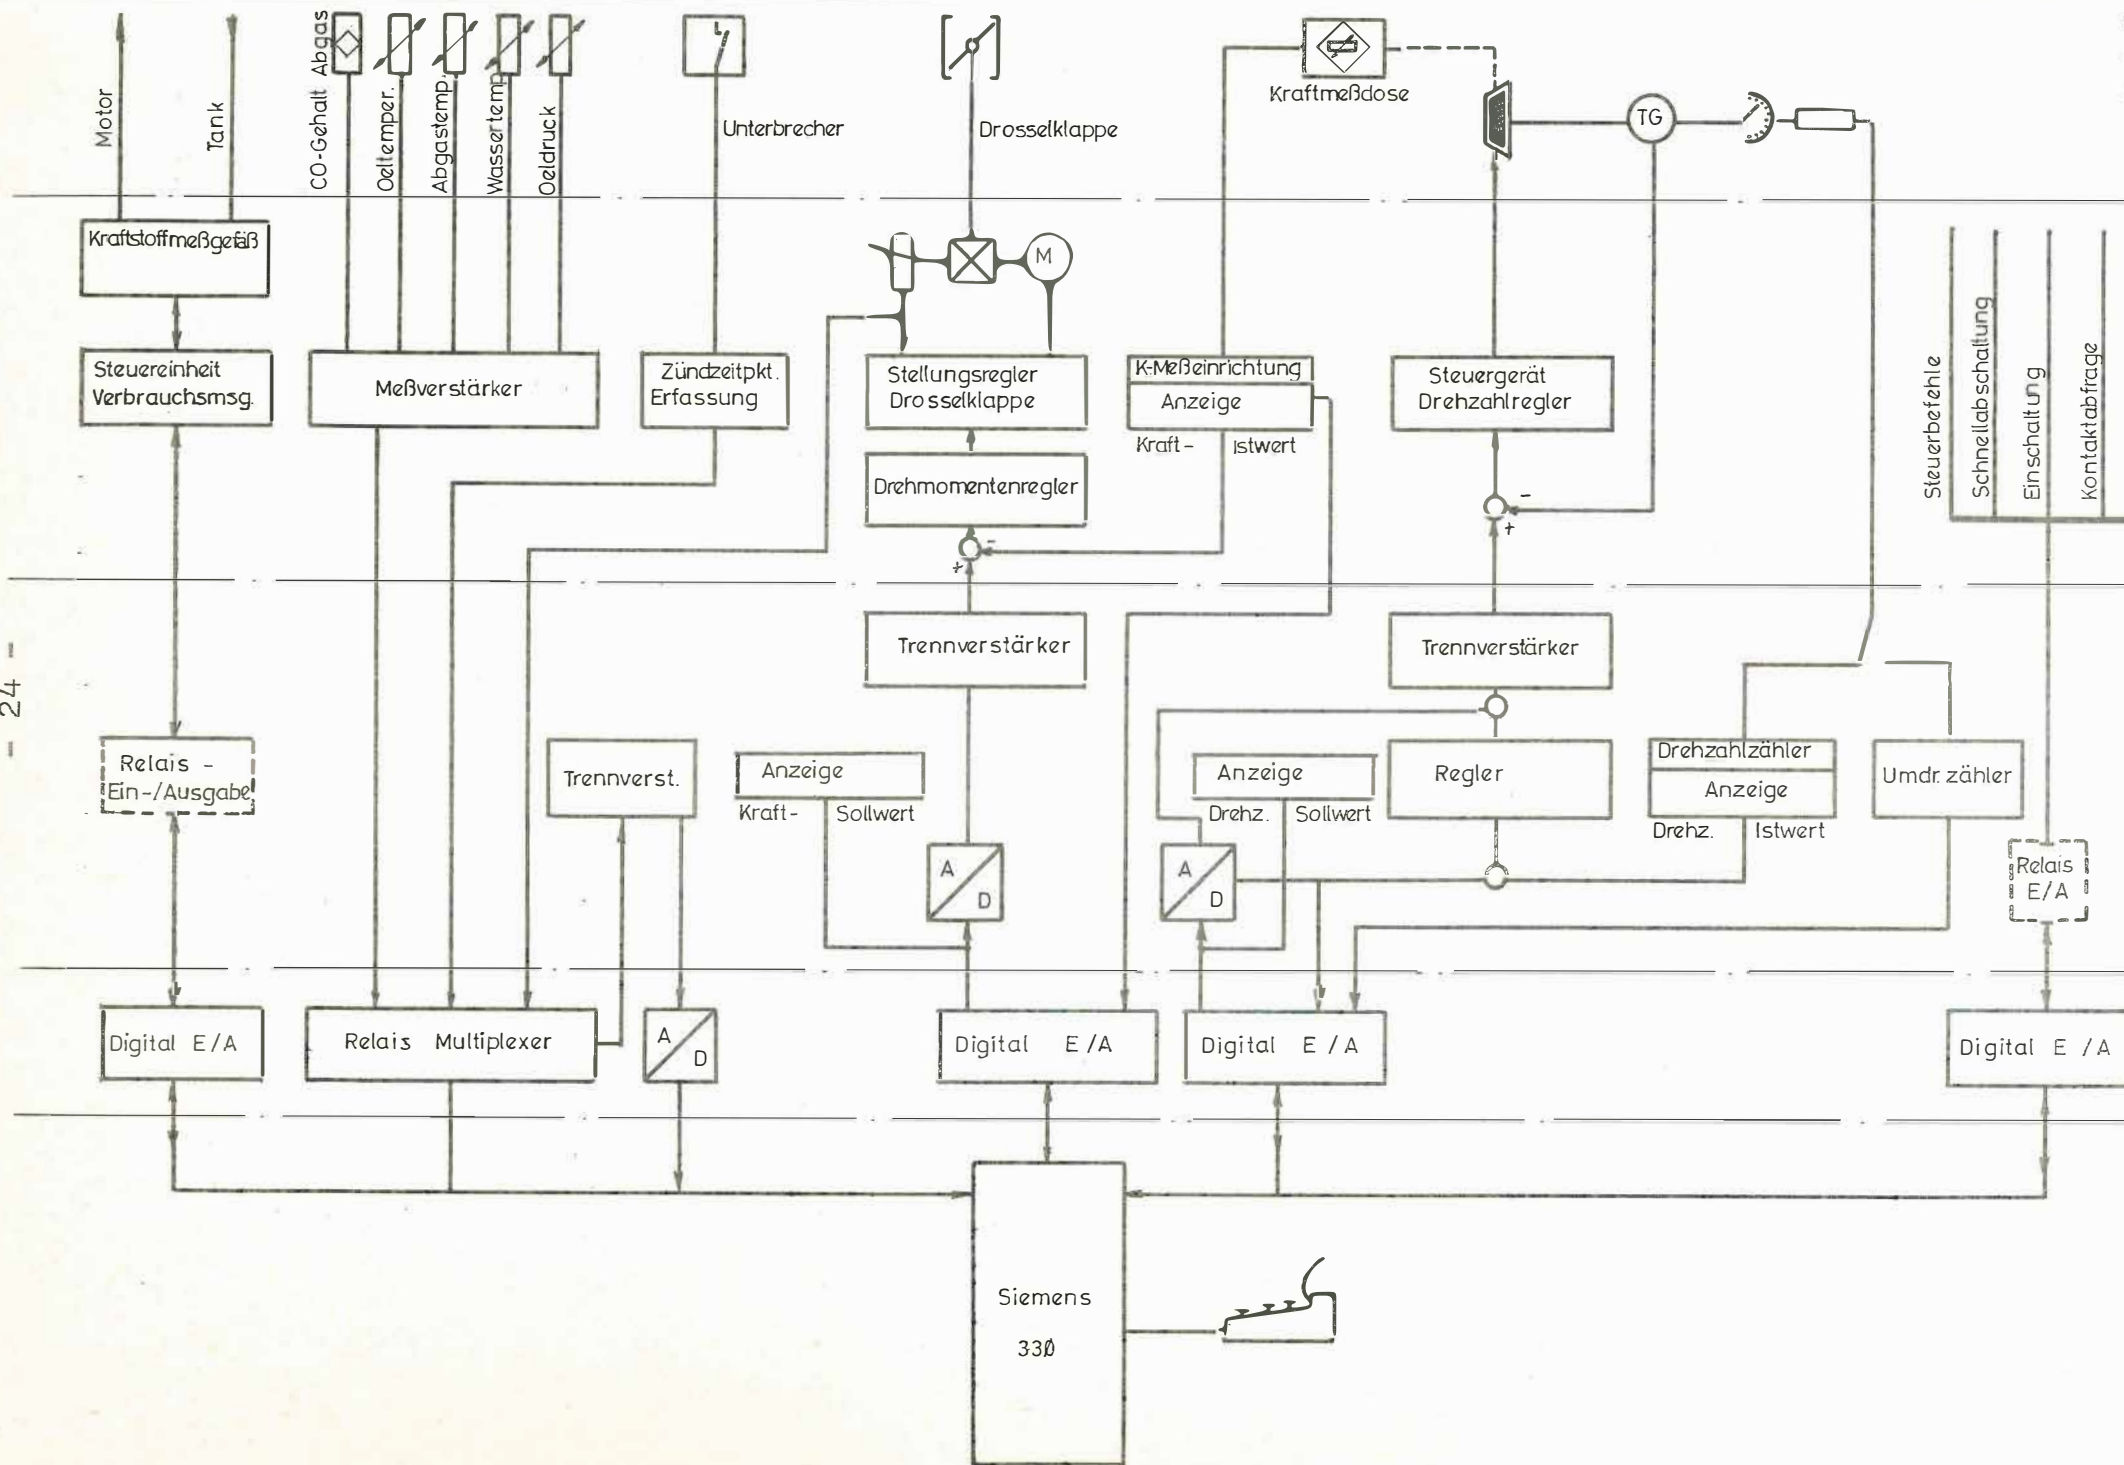 Motor
Tank
CO-Gehalt Abgas
Oeltemper.
Abgastemp.
Wassertemp
Oeldruck
Unterbrecher
Drosselklappe
Kraftmeßdose
TG
Kraftstoffmeßgefäß
M
Steuereinheit
Verbrauchsmsg.
Meßverstärker
Zündzeitpkt.
Erfassung
Stellungsregler
Drosselklappe
K-Meßeinrichtung
Anzeige
Kraft- Istwert
Steuergerät
Drehzahlregler
Steuerbefehle
Schnellabschaltung
Einschaltung
Kontaktabfrage
Drehmomentenregler
-
+
-
+
Trennverstärker
Trennverstärker
- 24 -
Relais -
Ein-/Ausgabe
Trennverst.
Anzeige
Kraft- Sollwert
Anzeige
Drehz. Sollwert
Regler
Drehzahlzähler
Anzeige
Drehz. Istwert
Umdr. zähler
A
D
A
D
Relais
E/A
Digital E/A
Relais Multiplexer
A
D
Digital E/A
Digital E/A
Digital E/A
Siemens
33Ø